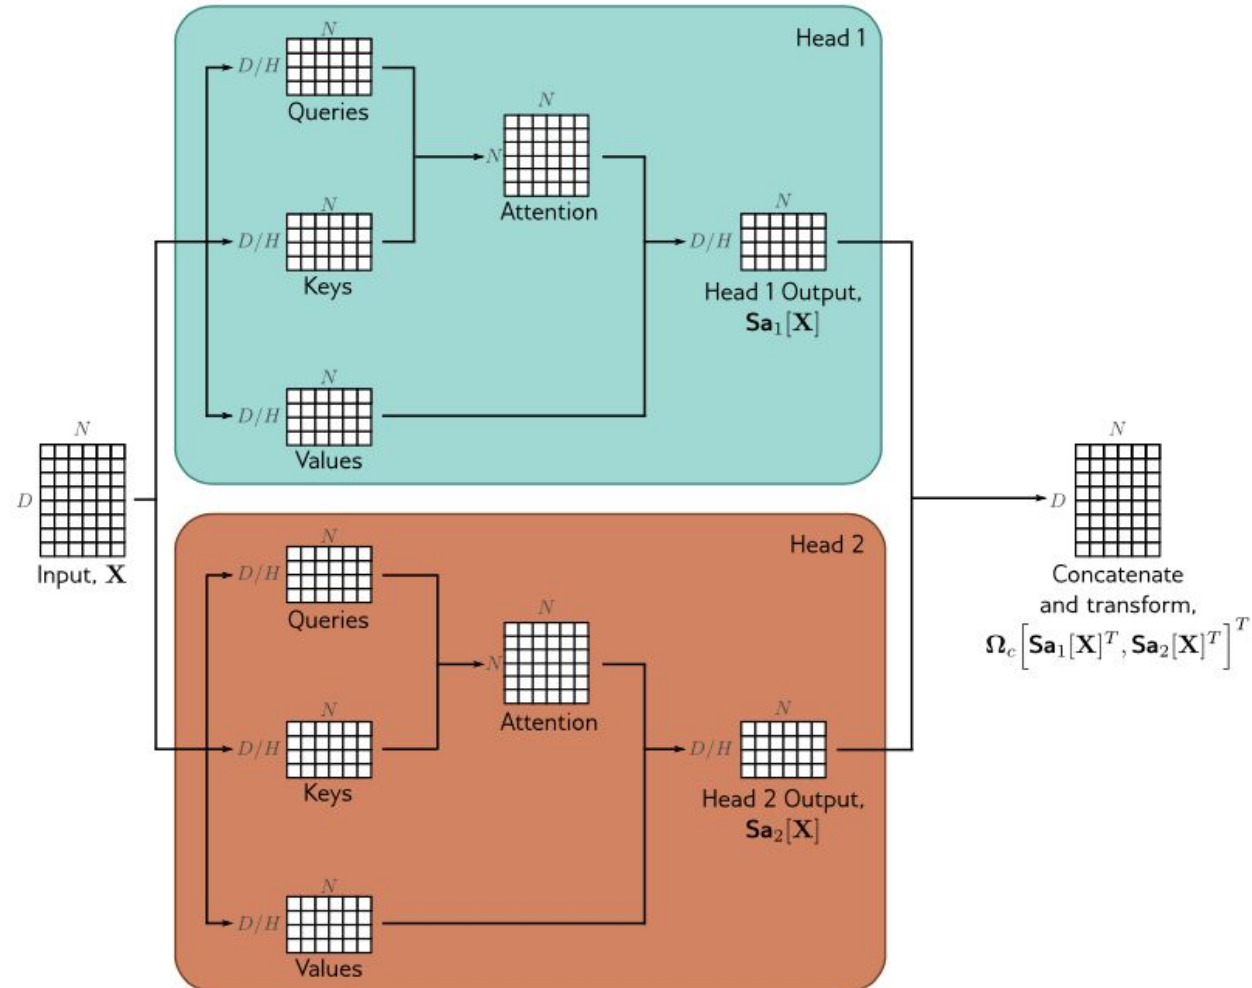 Head 1
N
D/H
Queries
N
N
Attention
N
D/H
Keys
N
D/H
Head 1 Output,
Sa₁[X]
N
D/H
Values
N
D
Input, X
N
D
Concatenate
and transform,
Ω_c[Sa₁[X]^T, Sa₂[X]^T]^T
Head 2
N
D/H
Queries
N
N
Attention
N
D/H
Keys
N
D/H
Head 2 Output,
Sa₂[X]
N
D/H
Values